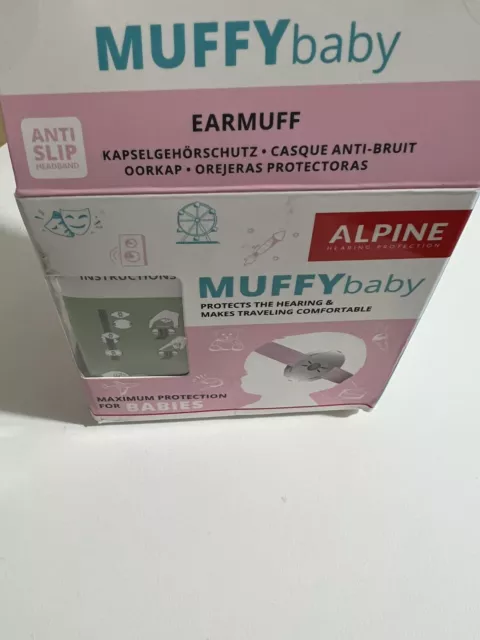 MUFFYbaby
ANTI
SLIP
HEADBAND
EARMUFF
KAPSELGEHÖRSCHUTZ • CASQUE ANTI-BRUIT
OORKAP • OREJERAS PROTECTORAS
ALPINE
HEARING PROTECTION
INSTRUCTIONS
MUFFYbaby
PROTECTS THE HEARING &
MAKES TRAVELING COMFORTABLE
MAXIMUM PROTECTION
FOR BABIES